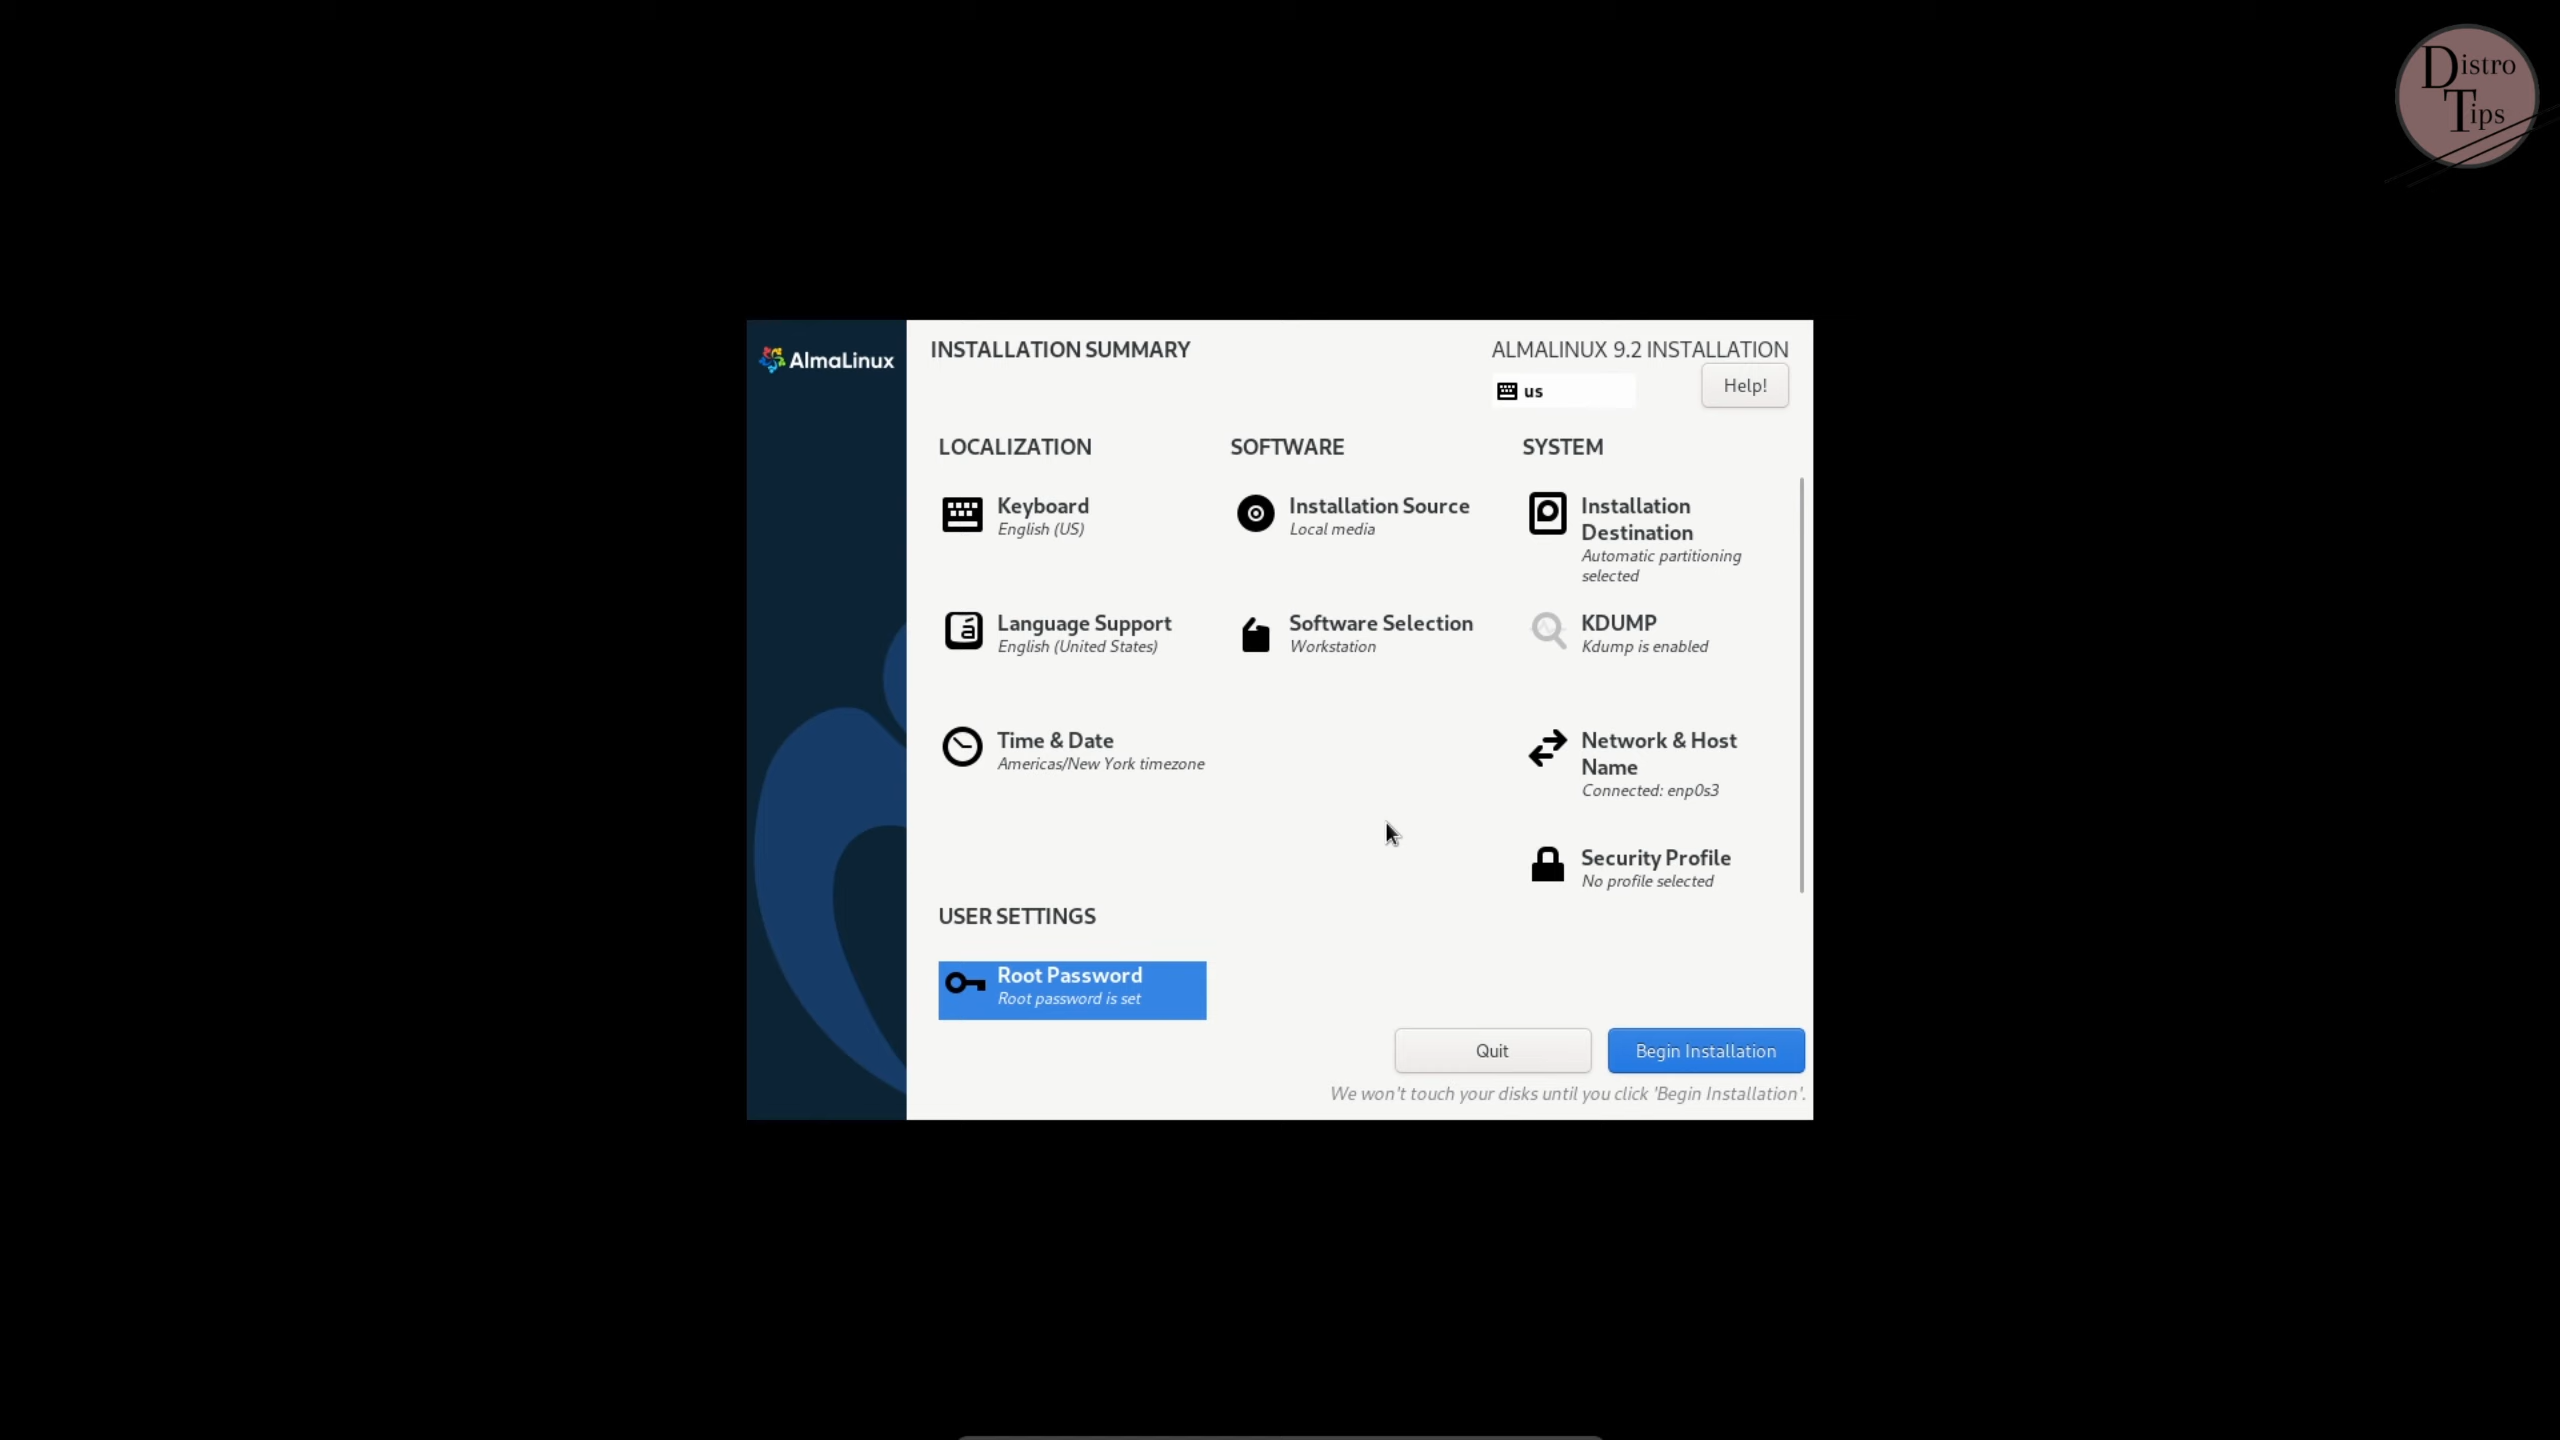 Distro
Tips
AlmaLinux
INSTALLATION SUMMARY
ALMALINUX 9.2 INSTALLATION
us
Help!
LOCALIZATION
Keyboard
English (US)
Language Support
English (United States)
Time & Date
Americas/New York timezone
SOFTWARE
Installation Source
Local media
Software Selection
Workstation
SYSTEM
Installation
Destination
Automatic partitioning
selected
KDUMP
Kdump is enabled
Network & Host
Name
Connected: enp0s3
Security Profile
No profile selected
USER SETTINGS
Root Password
Root password is set
Quit
Begin Installation
We won't touch your disks until you click 'Begin Installation'.